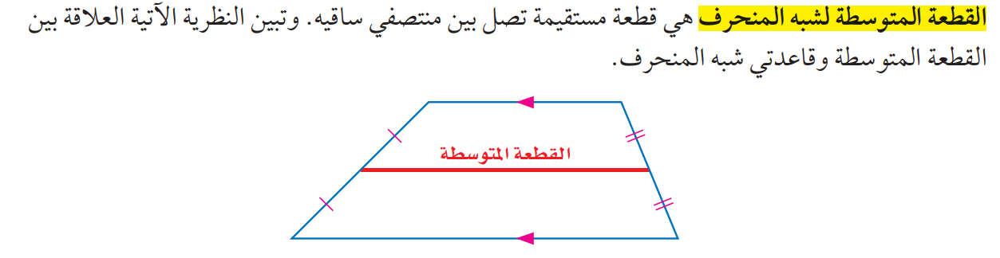 القطعة المتوسطة لشبه المنحرف هي قطعة مستقيمة تصل بين منتصفي ساقيه. وتبين النظرية الآتية العلاقة بين
القطعة المتوسطة وقاعدتي شبه المنحرف.
القطعة المتوسطة